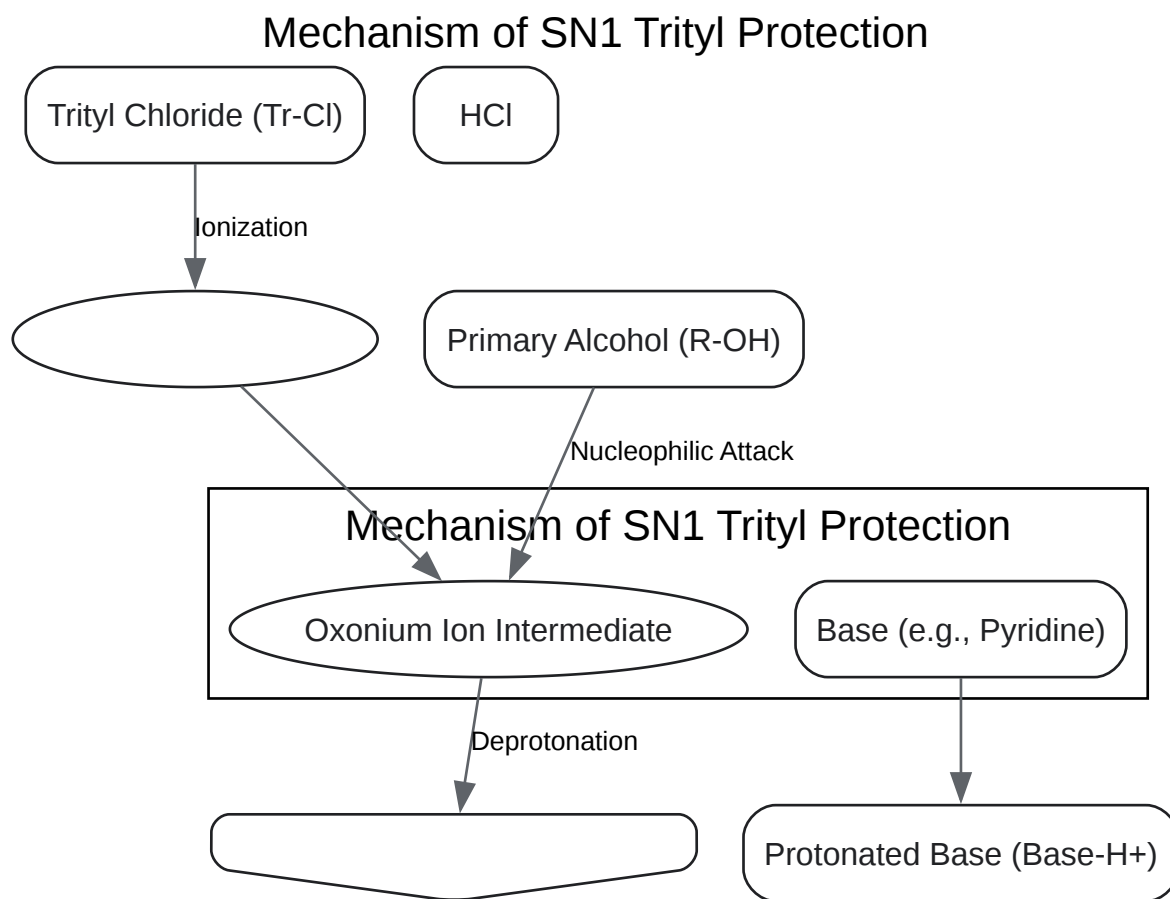 Mechanism of SN1 Trityl Protection
Trityl Chloride (Tr-Cl)
HCl
Ionization
Primary Alcohol (R-OH)
Nucleophilic Attack
Mechanism of SN1 Trityl Protection
Oxonium Ion Intermediate
Base (e.g., Pyridine)
Deprotonation
Protonated Base (Base-H+)